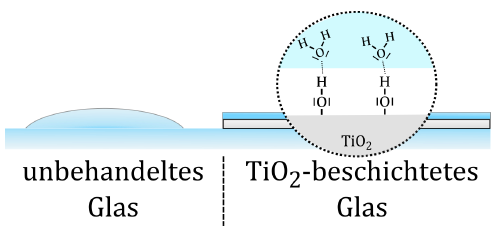 H H H H
O O
H H
O O
TiO₂
unbehandeltes
Glas
TiO₂-beschichtetes
Glas